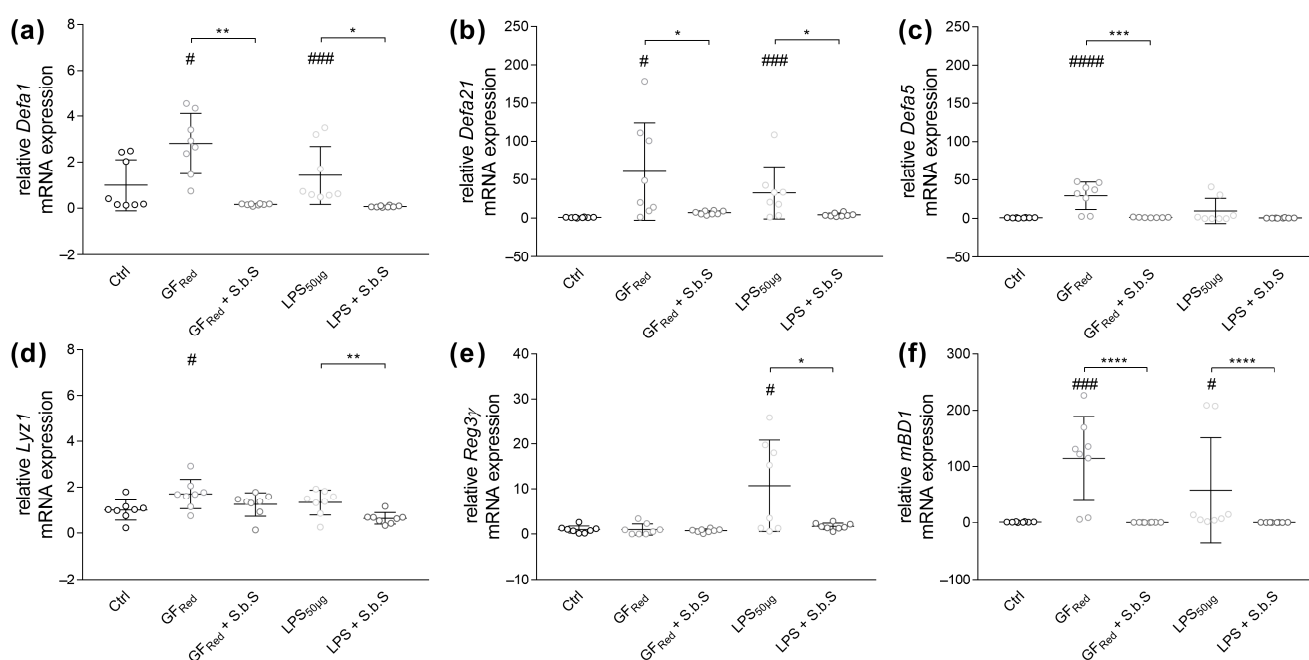 (a)
relative Defa1
mRNA expression
8
6
4
2
0
–2
** *
# ###
Ctrl
GFRed
GFRed + S.b.S
LPS50µg
LPS + S.b.S
(b)
relative Defa21
mRNA expression
250
200
150
100
50
0
–50
* *
# ###
Ctrl
GFRed
GFRed + S.b.S
LPS50µg
LPS + S.b.S
(c)
relative Defa5
mRNA expression
250
200
150
100
50
0
–50
***
####
Ctrl
GFRed
GFRed + S.b.S
LPS50µg
LPS + S.b.S
(d)
relative Lyz1
mRNA expression
8
6
4
2
0
–2
# **
Ctrl
GFRed
GFRed + S.b.S
LPS50µg
LPS + S.b.S
(e)
relative Reg3γ
mRNA expression
40
30
20
10
0
–10
*
#
Ctrl
GFRed
GFRed + S.b.S
LPS50µg
LPS + S.b.S
(f)
relative mBD1
mRNA expression
300
200
100
0
–100
**** ****
### #
Ctrl
GFRed
GFRed + S.b.S
LPS50µg
LPS + S.b.S